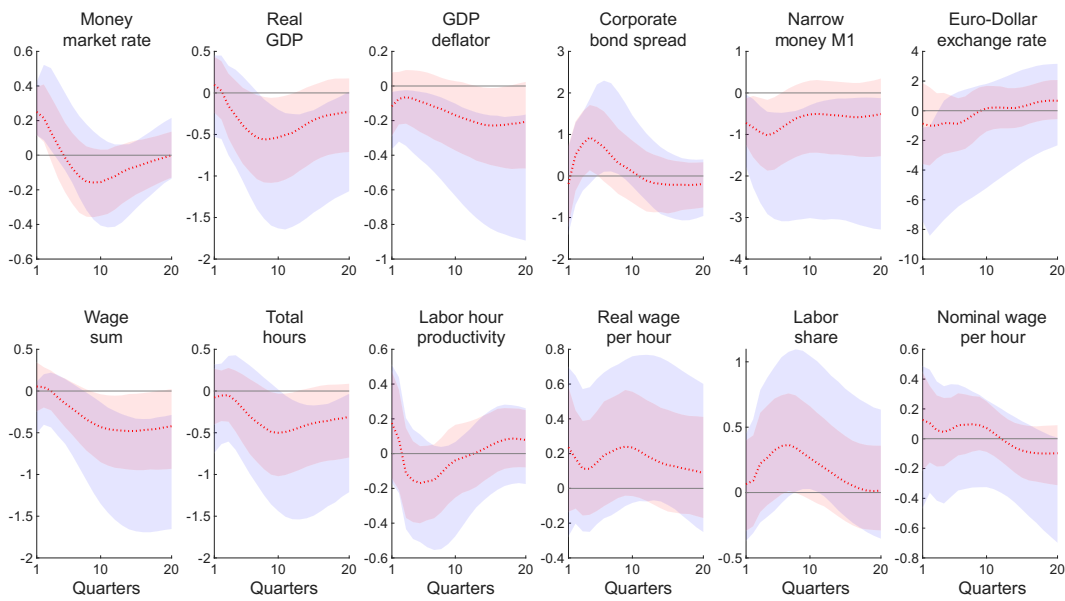 Money
market rate
Real
GDP
GDP
deflator
Corporate
bond spread
Narrow
money M1
Euro-Dollar
exchange rate
0.6
0.4
0.2
0
-0.2
-0.4
-0.6
1 10 20
0.5
0
-0.5
-1
-1.5
-2
1 10 20
0.2
0
-0.2
-0.4
-0.6
-0.8
-1
1 10 20
3
2
1
0
-1
-2
1 10 20
1
0
-1
-2
-3
-4
1 10 20
4
2
0
-2
-4
-6
-8
-10
1 10 20
Wage
sum
Total
hours
Labor hour
productivity
Real wage
per hour
Labor
share
Nominal wage
per hour
0.5
0
-0.5
-1
-1.5
-2
1 10 20
Quarters
0.5
0
-0.5
-1
-1.5
-2
1 10 20
Quarters
0.6
0.4
0.2
0
-0.2
-0.4
-0.6
1 10 20
Quarters
0.8
0.6
0.4
0.2
0
-0.2
-0.4
1 10 20
Quarters
1
0.5
0
-0.5
1 10 20
Quarters
0.6
0.4
0.2
0
-0.2
-0.4
-0.6
-0.8
1 10 20
Quarters